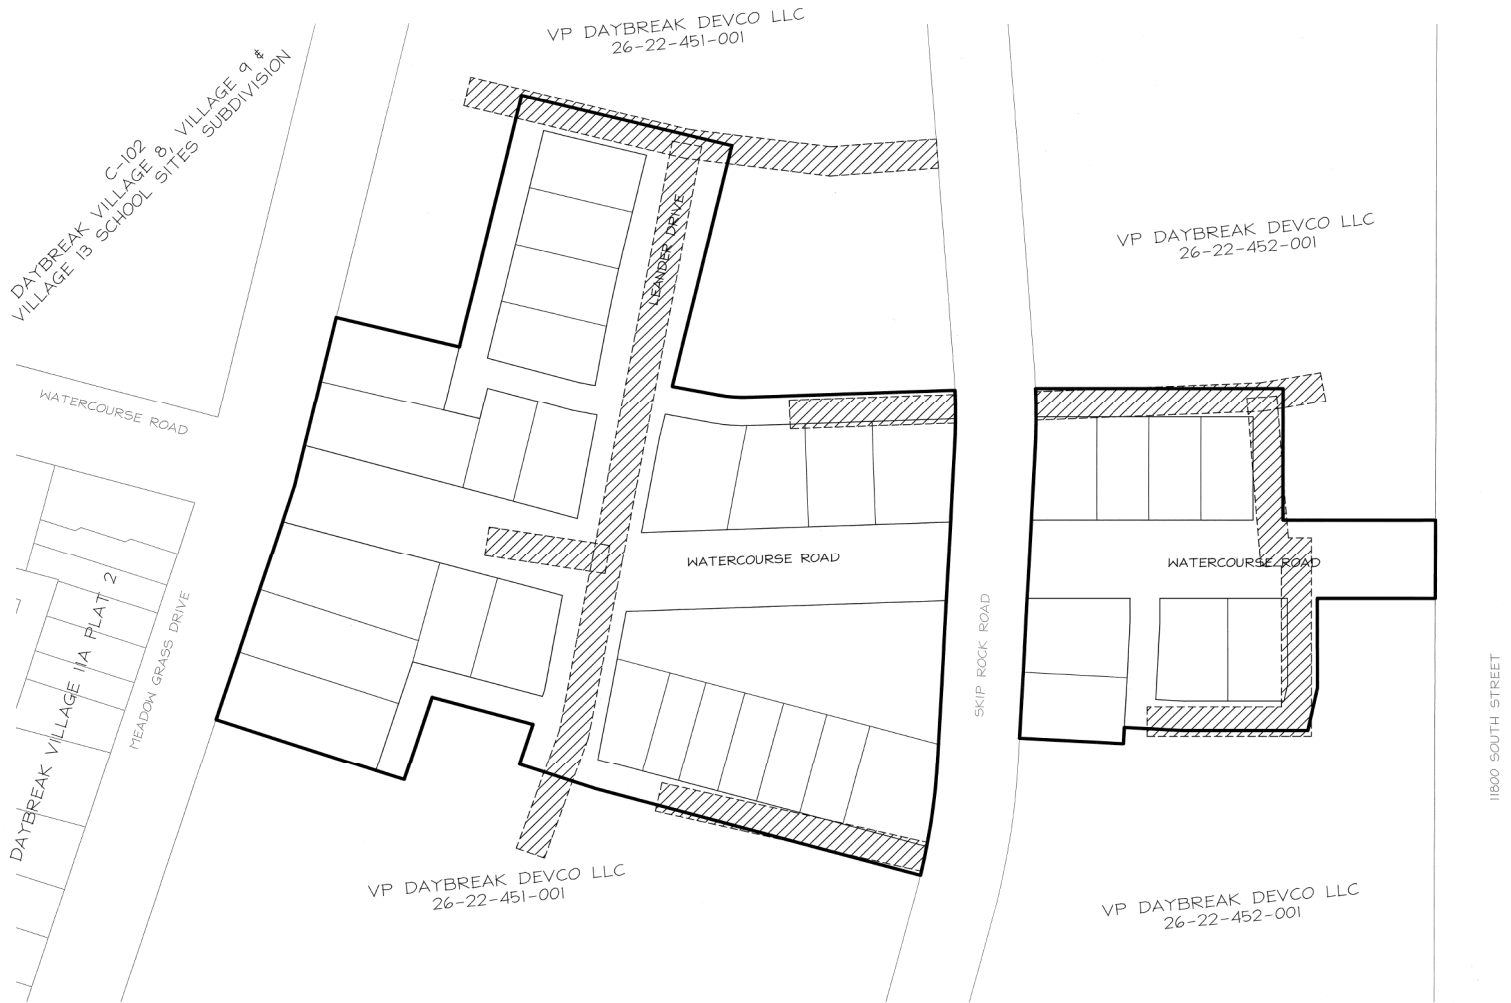 VP DAYBREAK DEVCO LLC
26-22-451-001
C-102
DAYBREAK VILLAGE 8, VILLAGE 9 &
VILLAGE 13 SCHOOL SITES SUBDIVISION
LEANDER DRIVE
VP DAYBREAK DEVCO LLC
26-22-452-001
WATERCOURSE ROAD
WATERCOURSE ROAD
WATERCOURSE ROAD
DAYBREAK VILLAGE 11A PLAT 2
MEADOW GRASS DRIVE
SKIP ROCK ROAD
11800 SOUTH STREET
VP DAYBREAK DEVCO LLC
26-22-451-001
VP DAYBREAK DEVCO LLC
26-22-452-001